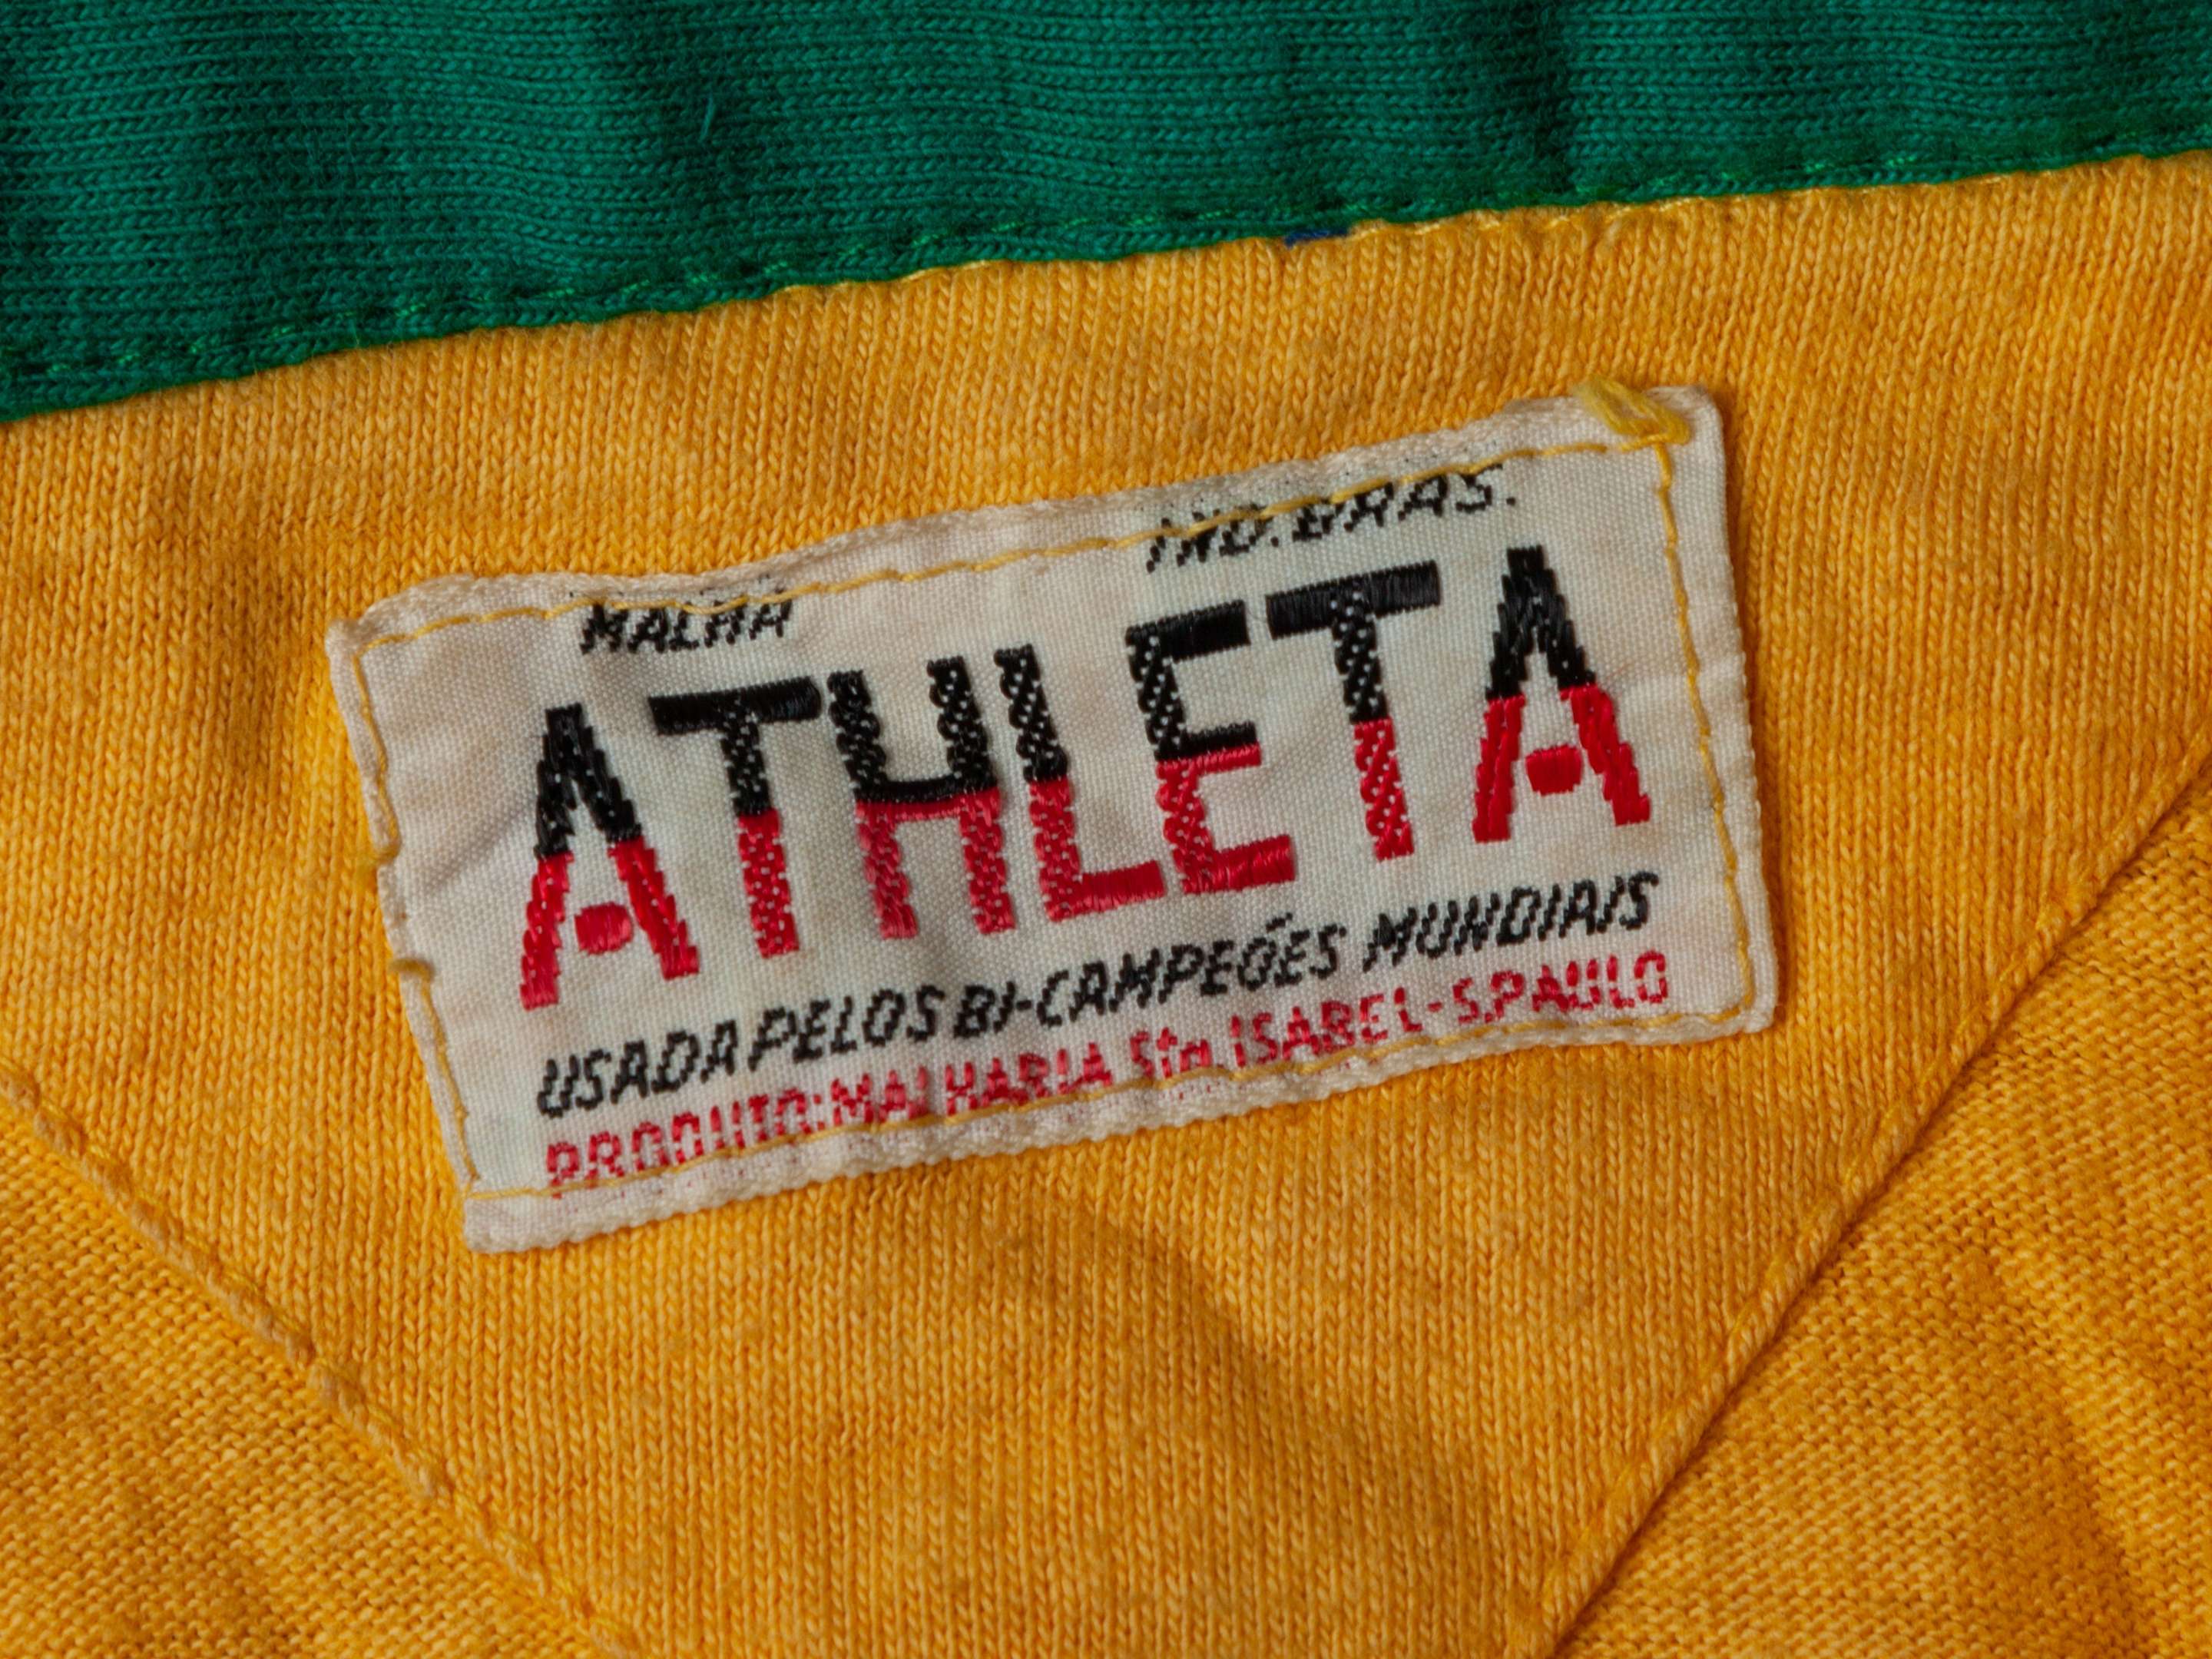 MALHA IND. BRAS.
ATHLETA
USADA PELOS BI-CAMPEÕES MUNDIAIS
PRODUTO: MALHARIA Sta. ISABEL - S.PAULO